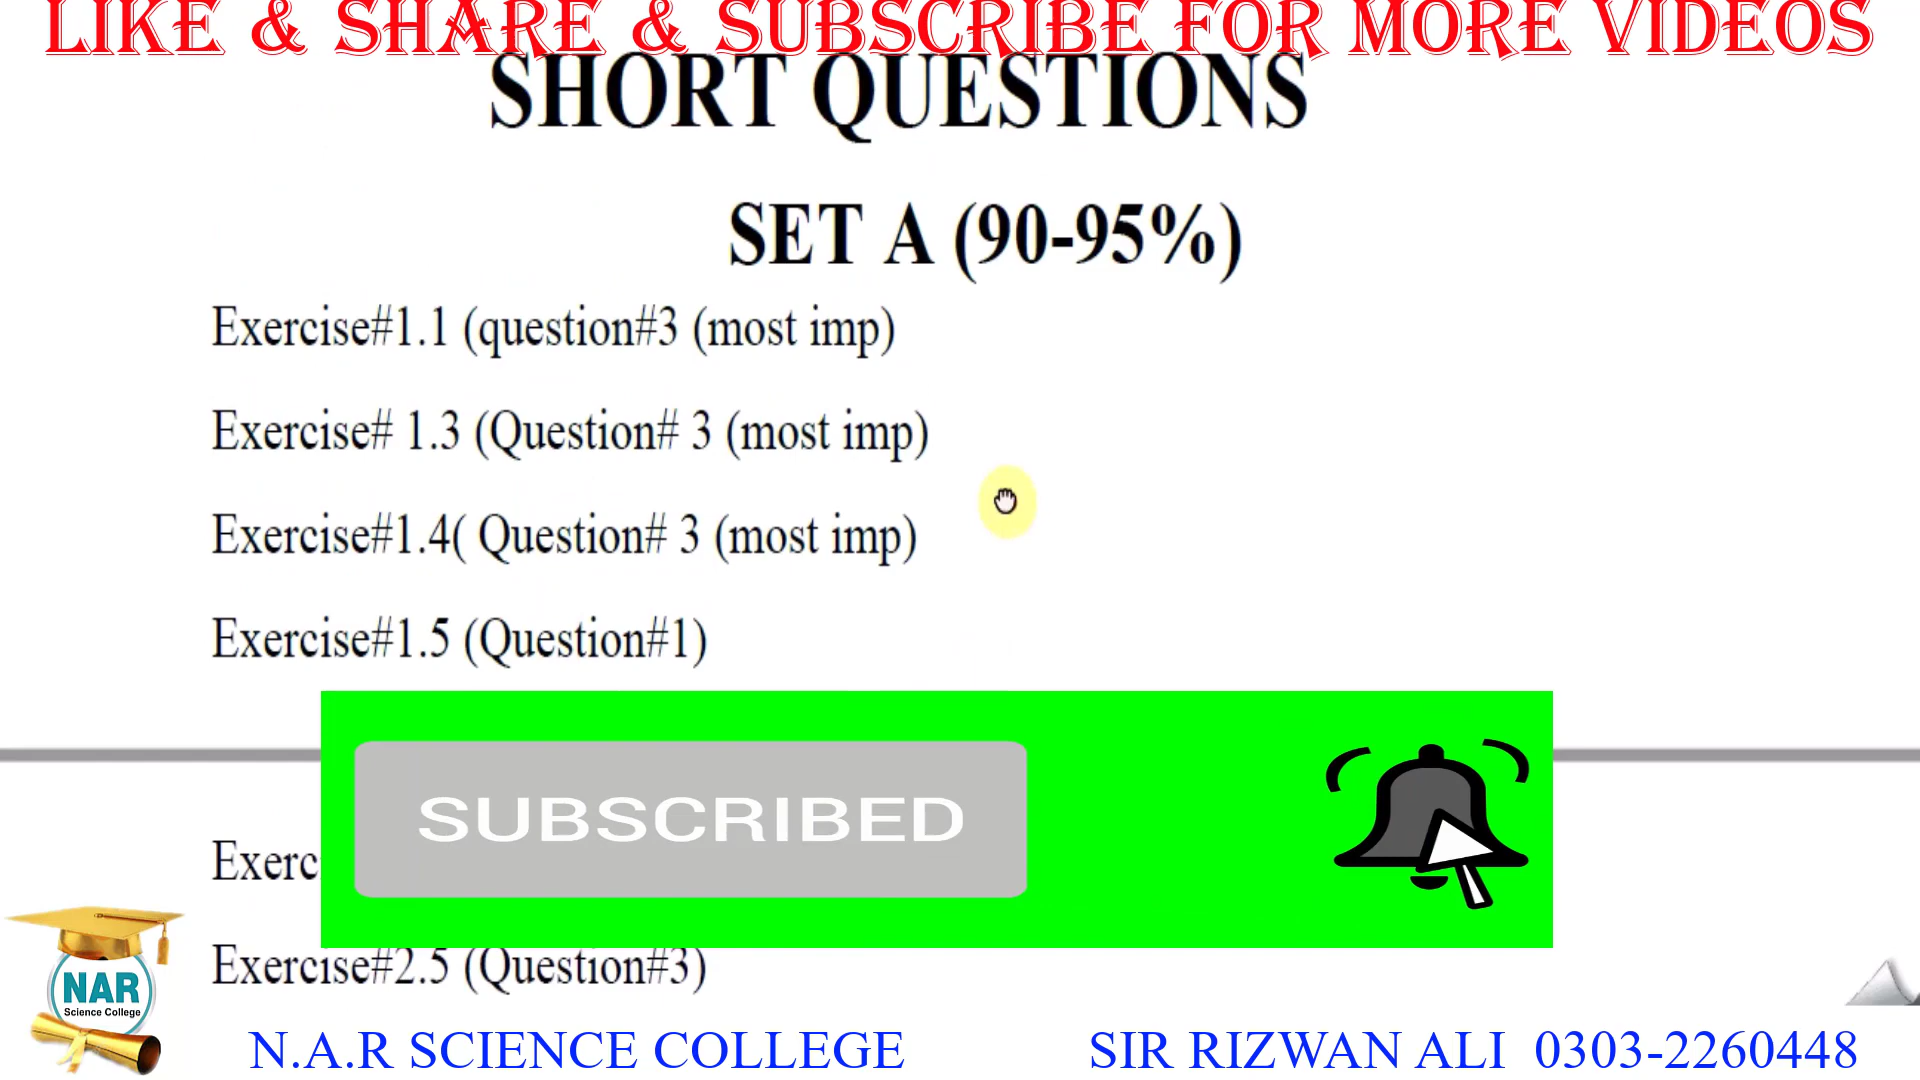 LIKE & SHARE & SUBSCRIBE FOR MORE VIDEOS
SHORT QUESTIONS
SET A (90-95%)
Exercise#1.1 (question#3 (most imp)
Exercise# 1.3 (Question# 3 (most imp)
Exercise#1.4( Question# 3 (most imp)
Exercise#1.5 (Question#1)
SUBSCRIBED
Exercise#2.5 (Question#3)
NAR
Science College
N.A.R SCIENCE COLLEGE SIR RIZWAN ALI 0303-2260448